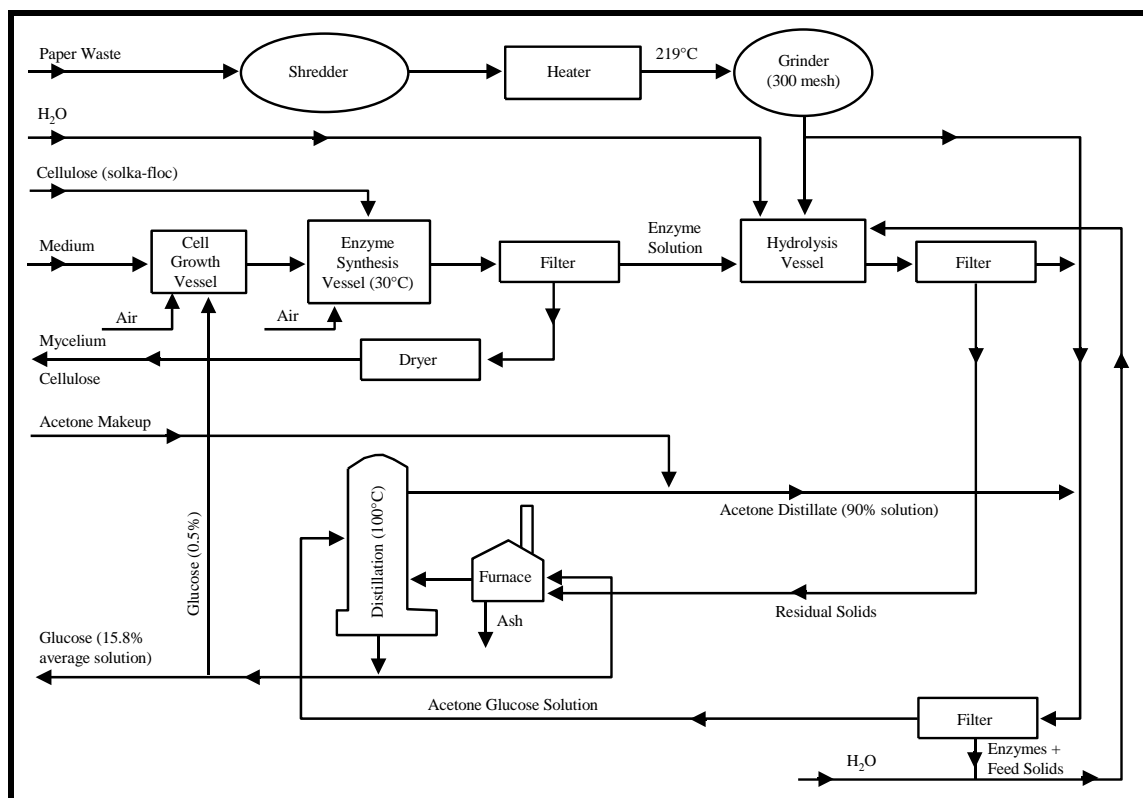 Paper Waste
Shredder
Heater
219°C
Grinder
(300 mesh)
H₂O
Cellulose (solka-floc)
Medium
Cell
Growth
Vessel
Air
Enzyme
Synthesis
Vessel (30°C)
Air
Filter
Enzyme
Solution
Hydrolysis
Vessel
Filter
Mycelium
Cellulose
Dryer
Acetone Makeup
Glucose (0.5%)
Distillation (100°C)
Acetone Distillate (90% solution)
Furnace
Ash
Residual Solids
Glucose (15.8%
average solution)
Acetone Glucose Solution
Filter
H₂O
Enzymes +
Feed Solids